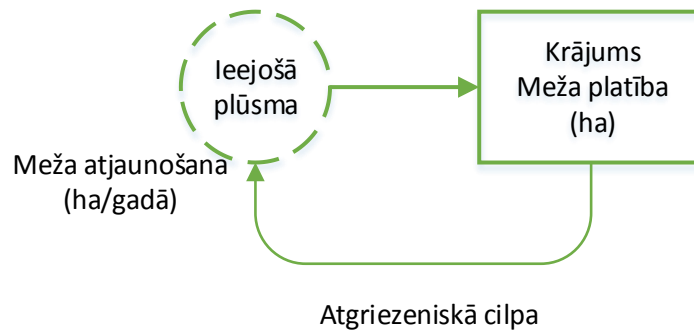 Ieejošā
plūsma
Krājums
Meža platība
(ha)
Meža atjaunošana
(ha/gadā)
Atgriezeniskā cilpa